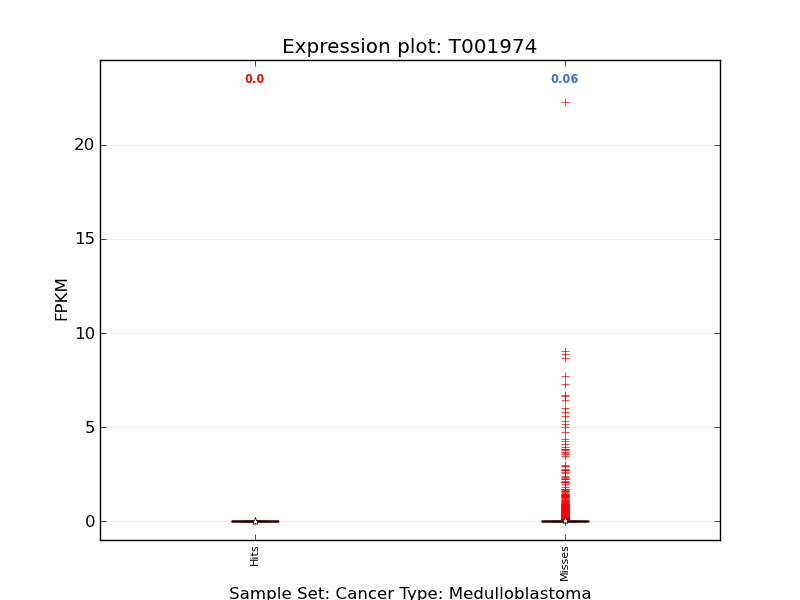 Expression plot: T001974
0.0
0.06
20
15
10
5
0
FPKM
Hits
Misses
Sample Set: Cancer Type: Medulloblastoma